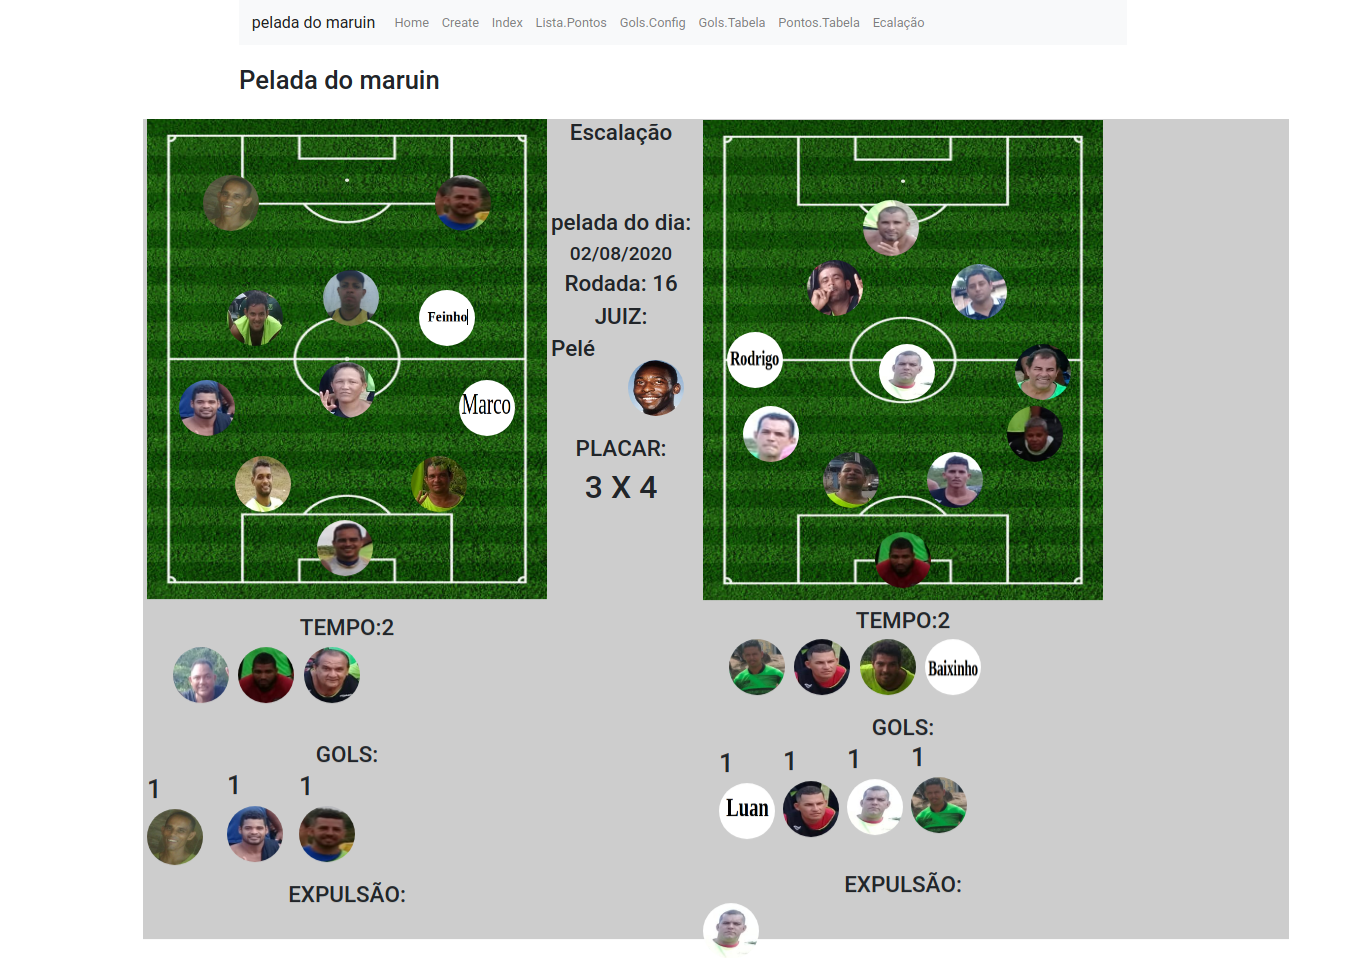 pelada do maruin Home Create Index Lista.Pontos Gols.Config Gols.Tabela Pontos.Tabela Ecalação
Pelada do maruin
Escalação
pelada do dia:
02/08/2020
Rodada: 16
JUIZ:
Pelé
PLACAR:
3 X 4
Feinho
Marco
TEMPO:2
GOLS:
1 1 1
EXPULSÃO:
Rodrigo
TEMPO:2
Baixinho
GOLS:
1 1 1 1
Luan
EXPULSÃO: